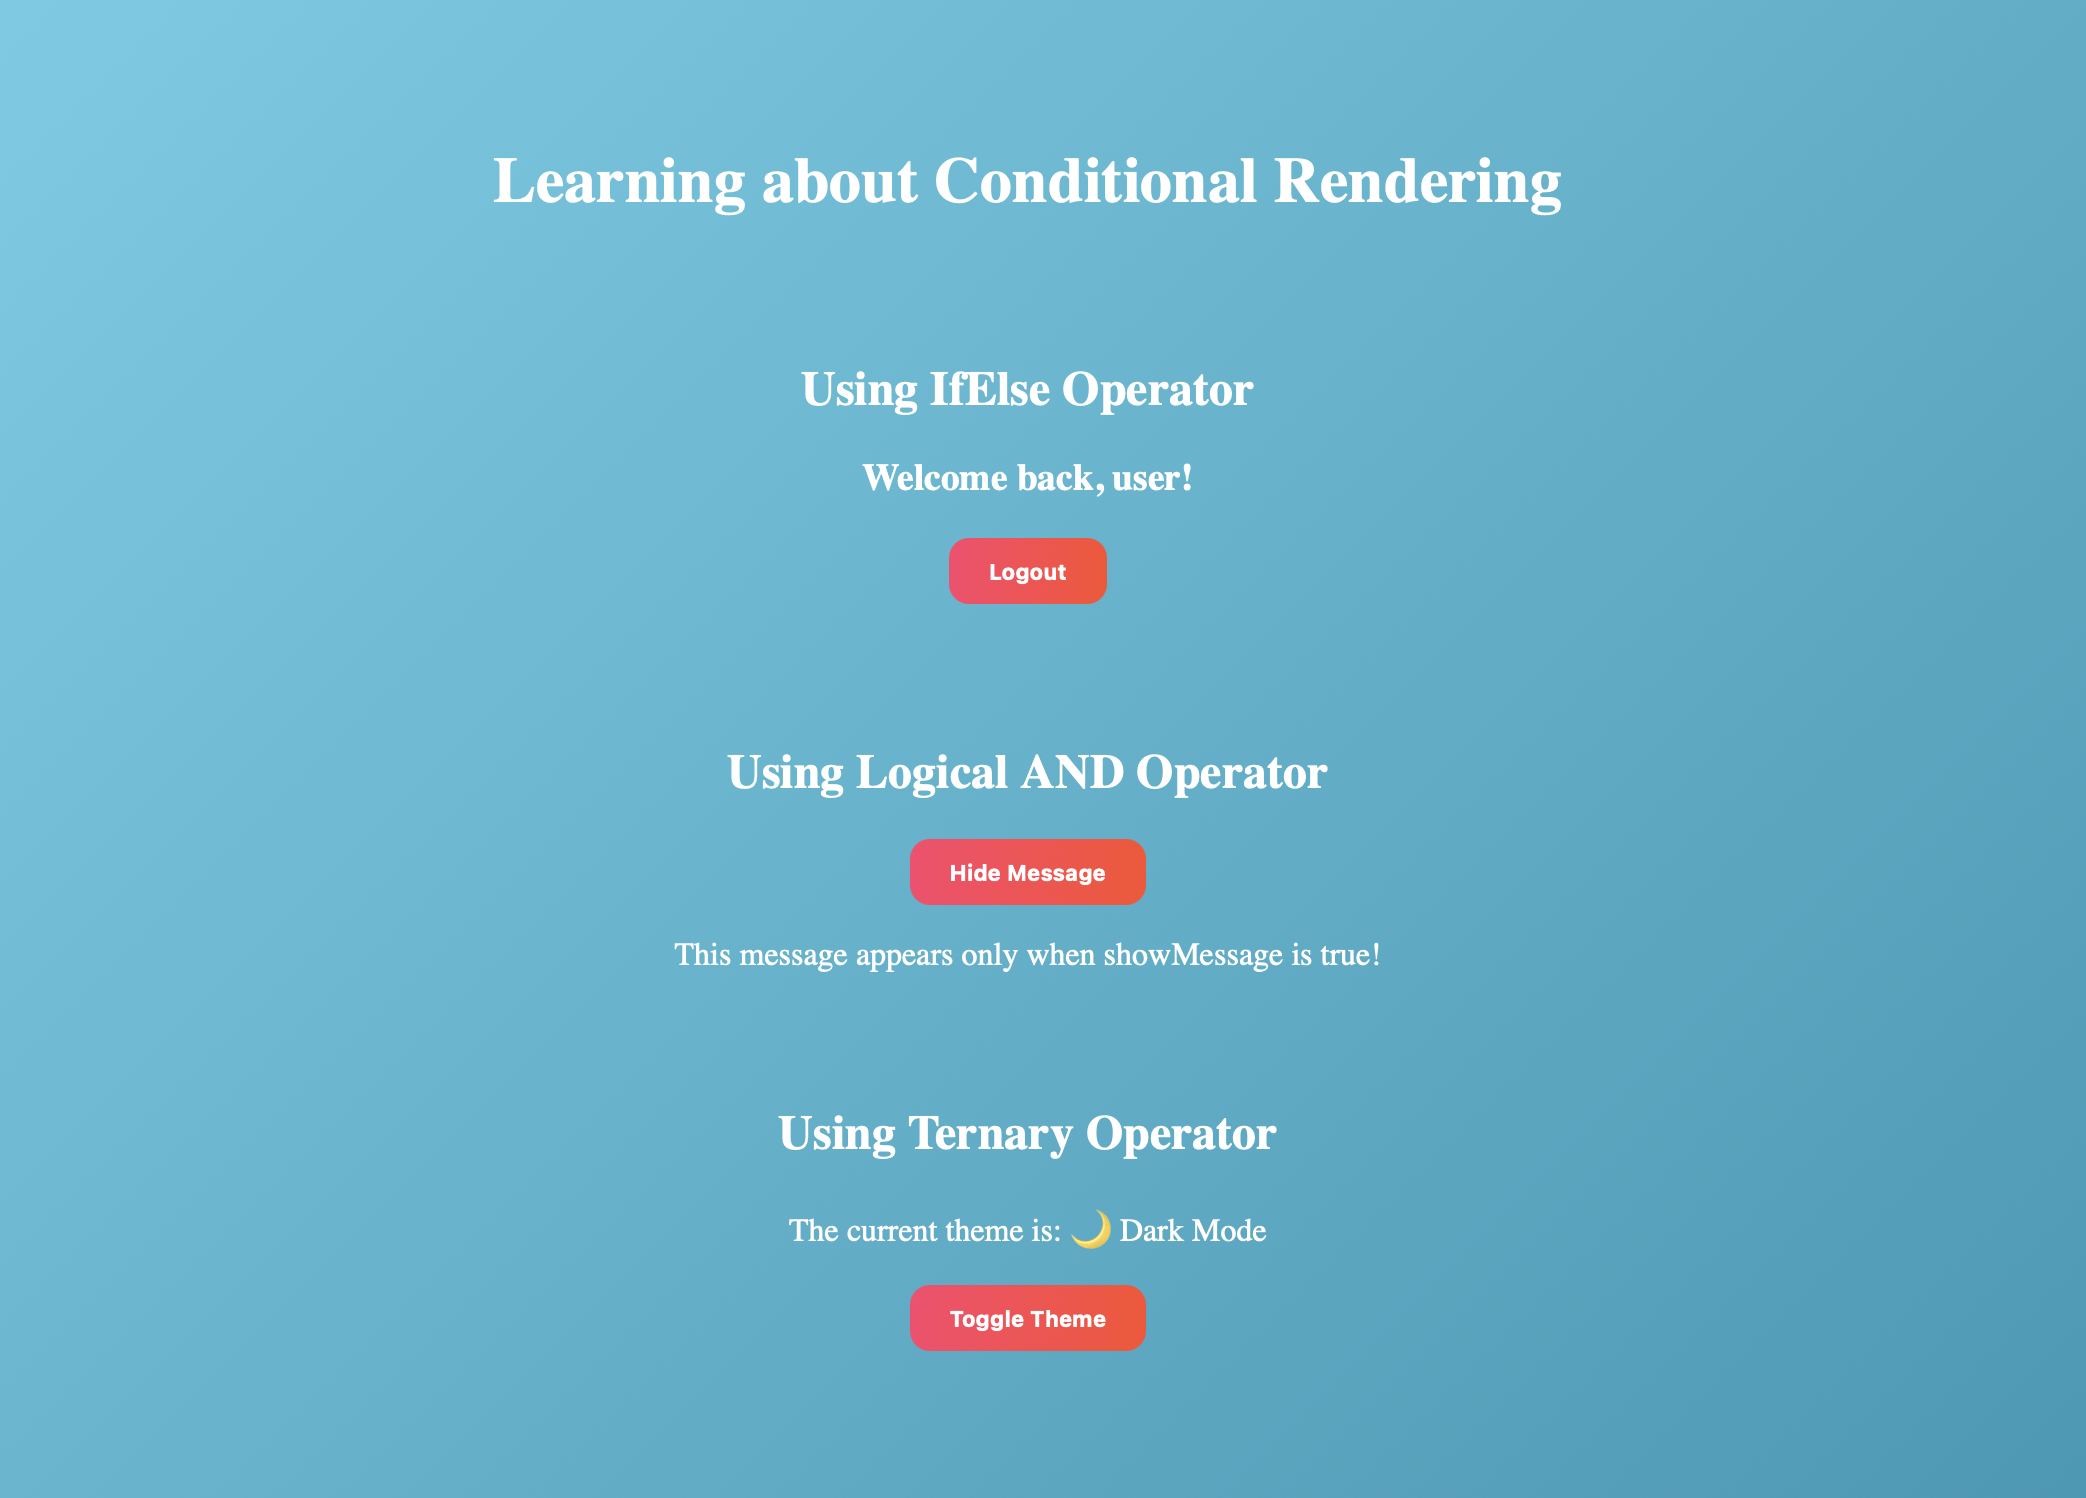 Learning about Conditional Rendering
Using IfElse Operator
Welcome back, user!
Logout
Using Logical AND Operator
Hide Message
This message appears only when showMessage is true!
Using Ternary Operator
The current theme is: 🌙 Dark Mode
Toggle Theme